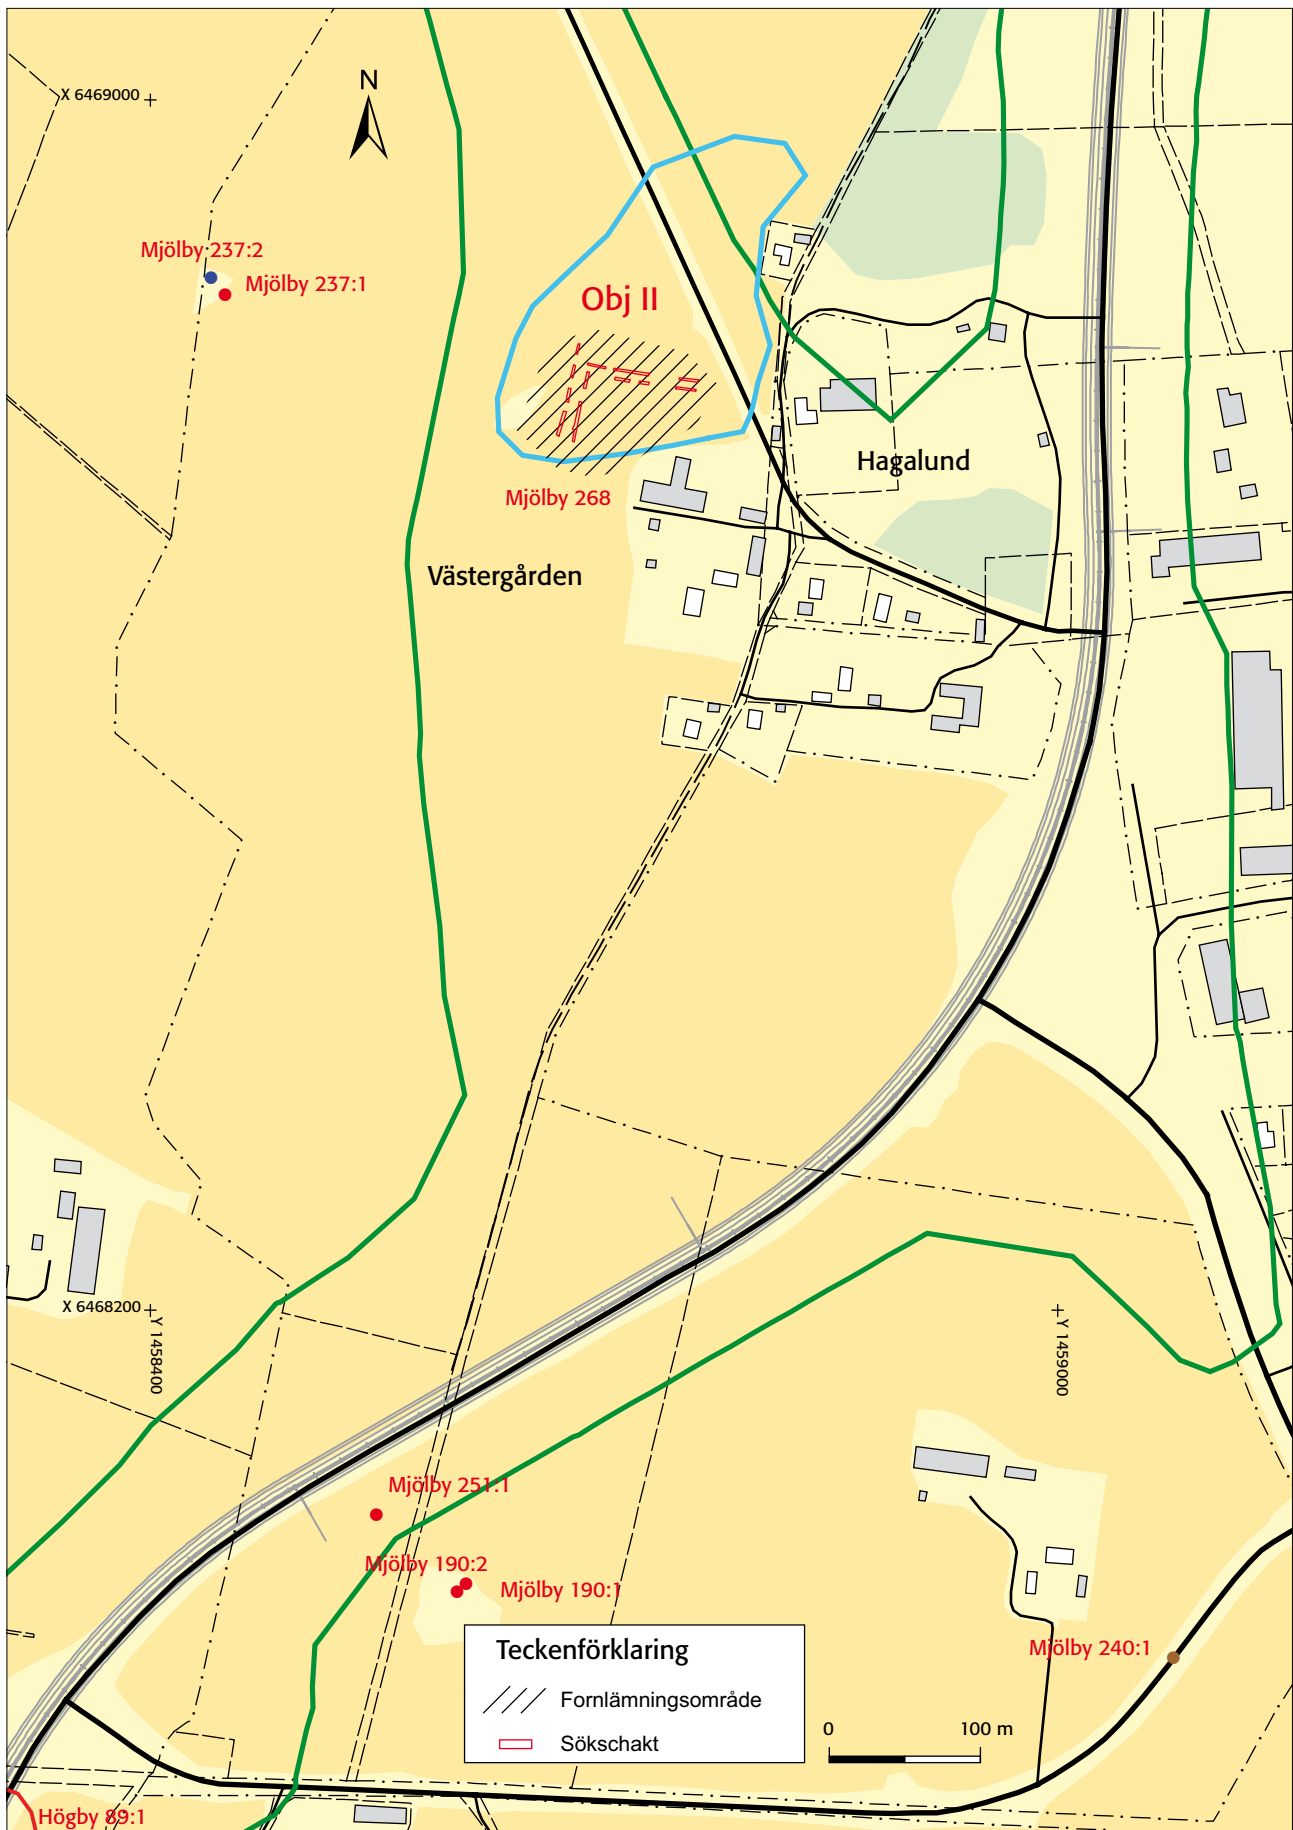 N
X 6469000
Mjölby 237:2
Mjölby 237:1
Obj II
Hagalund
Mjölby 268
Västergården
X 6468200
Y 1458400
Y 1459000
Mjölby 251:1
Mjölby 190:2
Mjölby 190:1
Teckenförklaring
Fornlämningsområde
Sökschakt
Mjölby 240:1
0 100 m
Högby 89:1